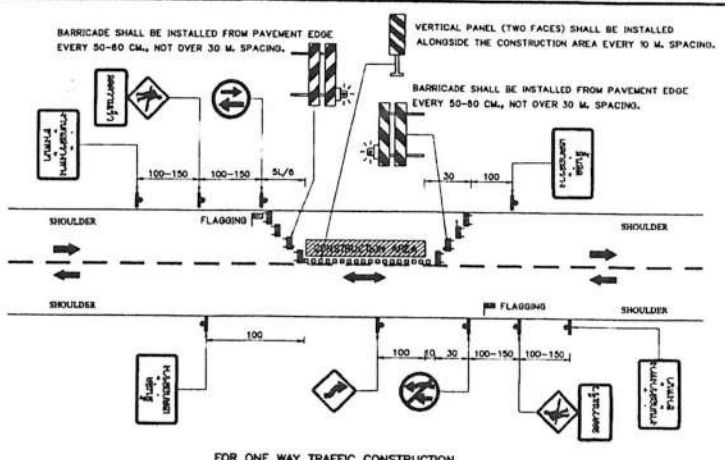 BARRICADE SHALL BE INSTALLED FROM PAVEMENT EDGE
EVERY 50-60 CM., NOT OVER 30 M. SPACING.
VERTICAL PANEL (TWO FACES) SHALL BE INSTALLED
ALONGSIDE THE CONSTRUCTION AREA EVERY 10 M. SPACING.
BARRICADE SHALL BE INSTALLED FROM PAVEMENT EDGE
EVERY 50-60 CM., NOT OVER 30 M. SPACING.
100-150
100-150
5L/6
30
100
SHOULDER
FLAGGING
SHOULDER
CONSTRUCTION AREA
SHOULDER
FLAGGING
SHOULDER
100
100
10
30
100-150
100-150
FOR ONE WAY TRAFFIC CONSTRUCTION